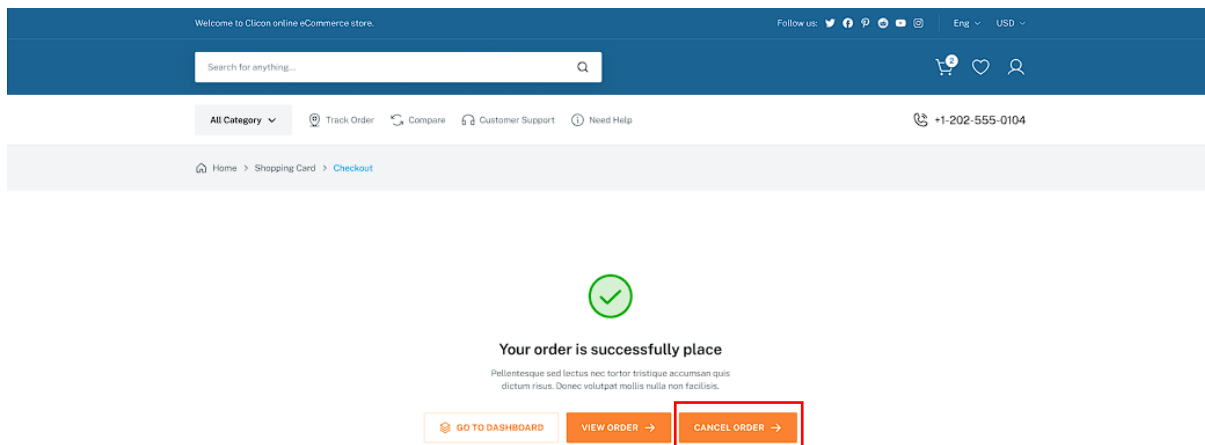 Welcome to Clicon online eCommerce store.
Follow us:
Eng
USD
Search for anything...
2
All Category
Track Order
Compare
Customer Support
Need Help
+1-202-555-0104
Home > Shopping Card > Checkout
Your order is successfully place
Pellentesque sed lectus nec tortor tristique accumsan quis
dictum risus. Donec volutpat mollis nulla non facilisis.
GO TO DASHBOARD
VIEW ORDER →
CANCEL ORDER →